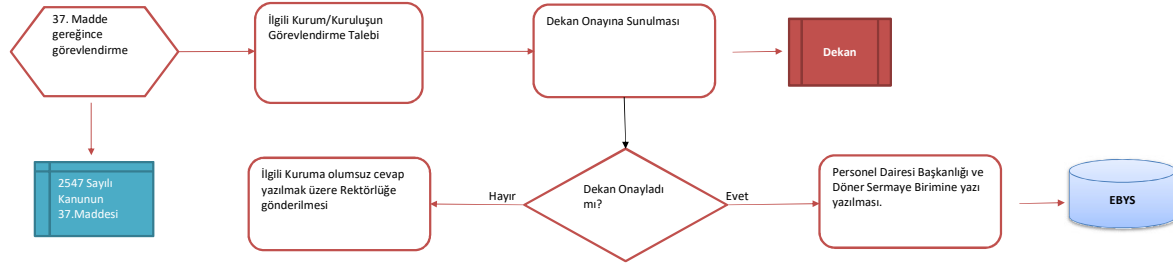 37. Madde
gereğince
görevlendirme
İlgili Kurum/Kuruluşun
Görevlendirme Talebi
Dekan Onayına Sunulması
Dekan
2547 Sayılı
Kanunun
37.Maddesi
İlgili Kuruma olumsuz cevap
yazılmak üzere Rektörlüğe
gönderilmesi
Hayır
Dekan Onayladı
mı?
Evet
Personel Dairesi Başkanlığı ve
Döner Sermaye Birimine yazı
yazılması.
EBYS